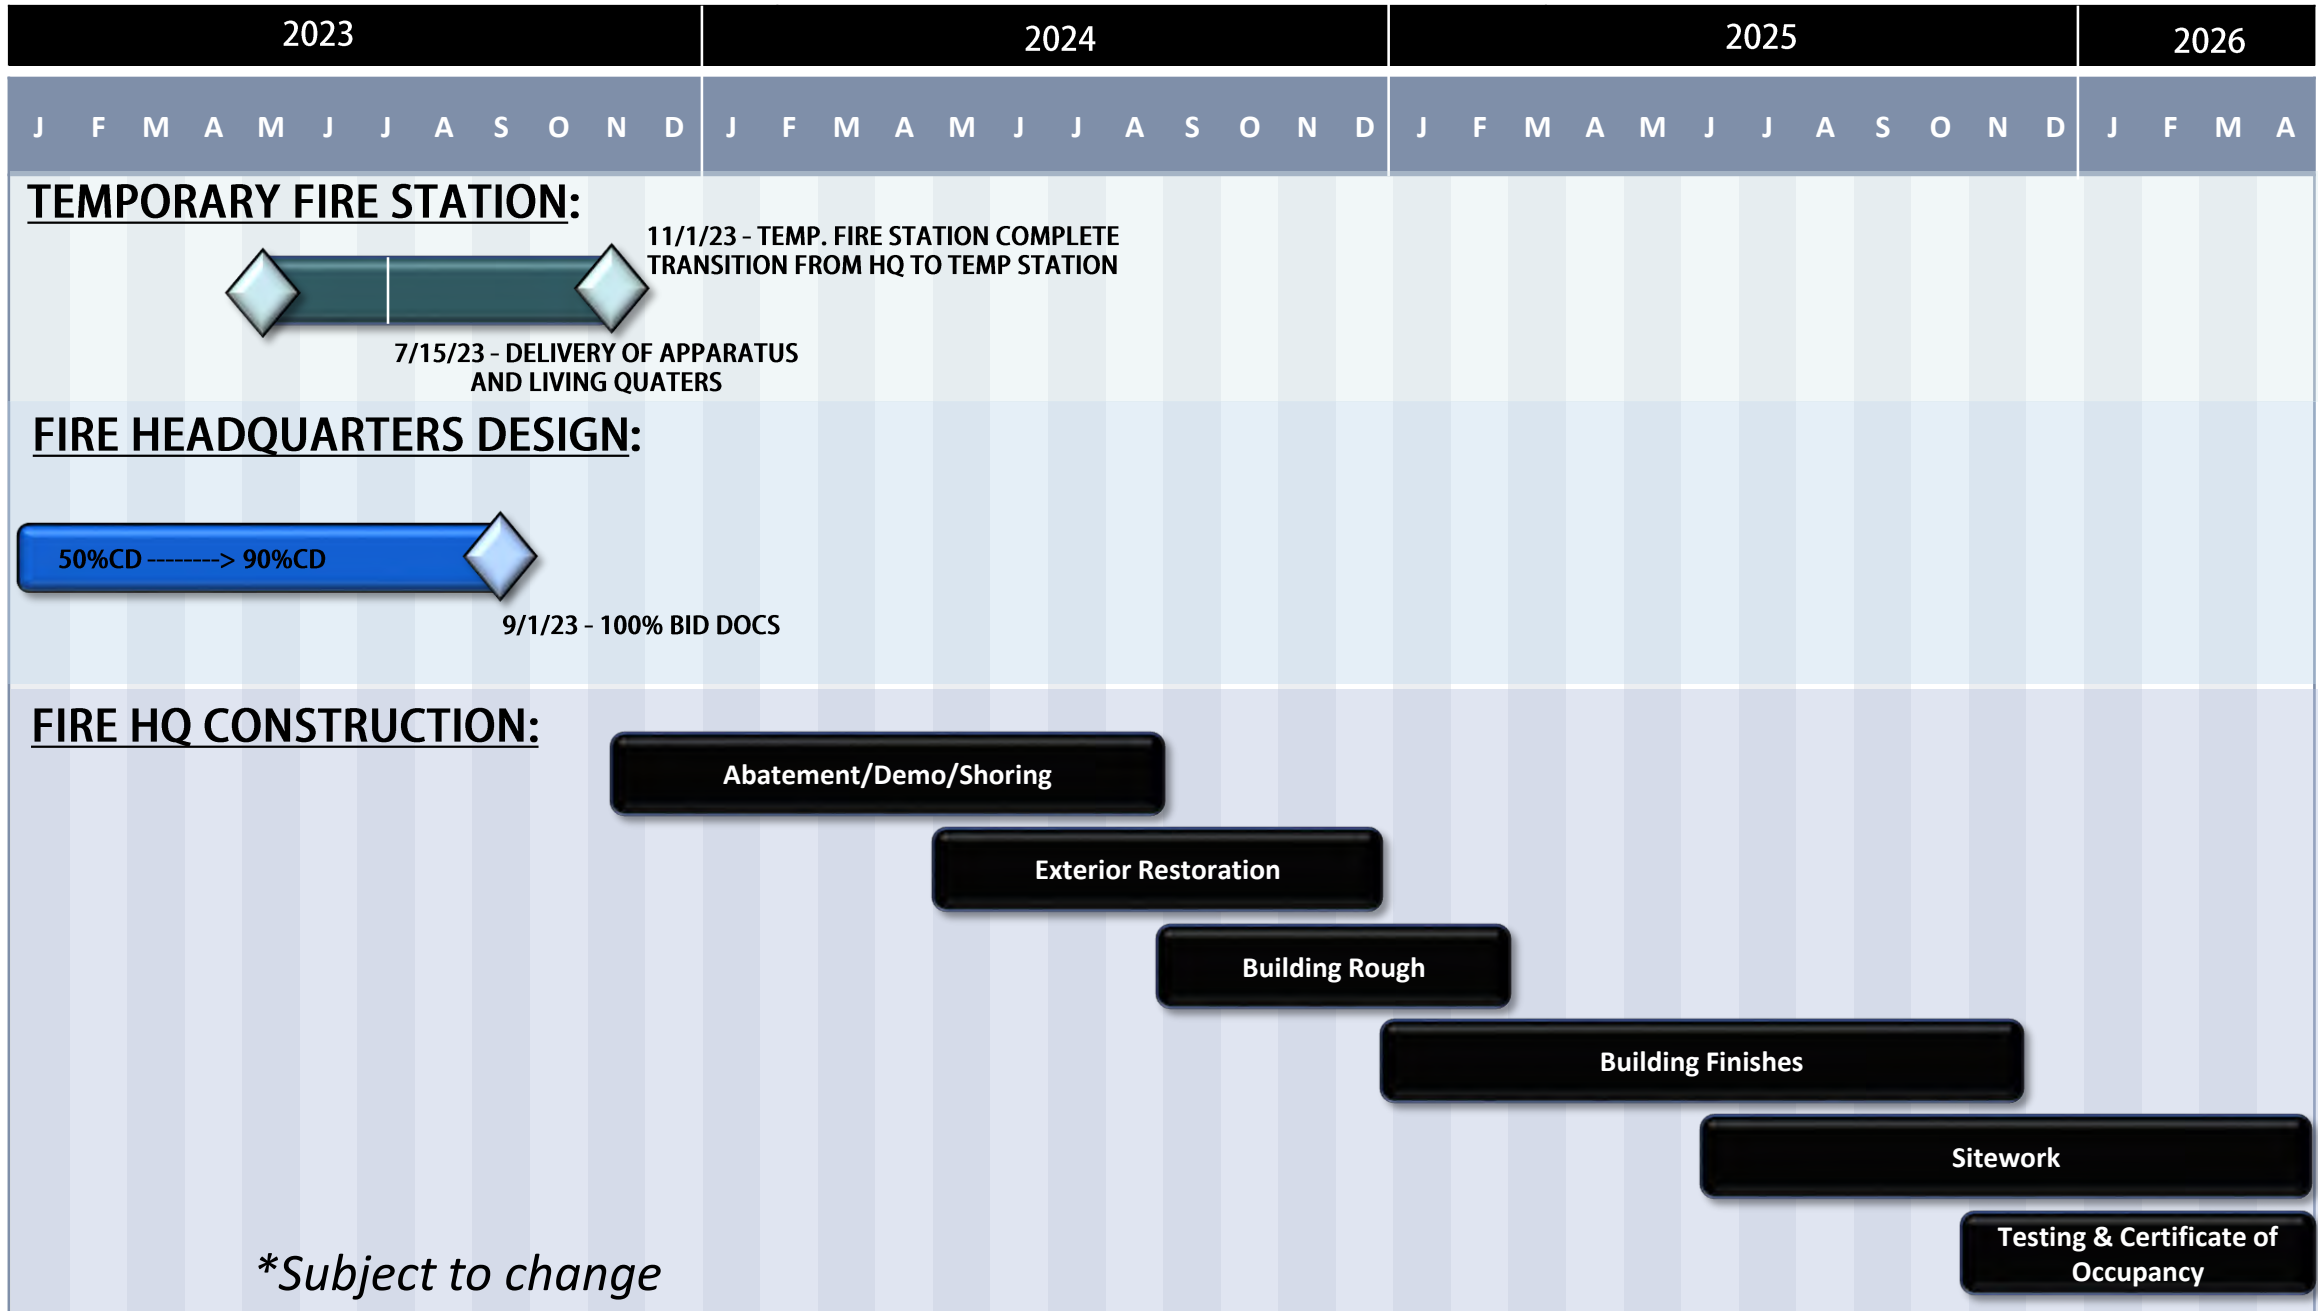 2023 2024 2025 2026
J F M A M J J A S O N D J F M A M J J A S O N D J F M A M J J A S O N D J F M A
TEMPORARY FIRE STATION:
11/1/23 - TEMP. FIRE STATION COMPLETE
TRANSITION FROM HQ TO TEMP STATION
7/15/23 - DELIVERY OF APPARATUS
AND LIVING QUATERS
FIRE HEADQUARTERS DESIGN:
50%CD --------> 90%CD
9/1/23 - 100% BID DOCS
FIRE HQ CONSTRUCTION:
Abatement/Demo/Shoring
Exterior Restoration
Building Rough
Building Finishes
Sitework
Testing & Certificate of
Occupancy
*Subject to change